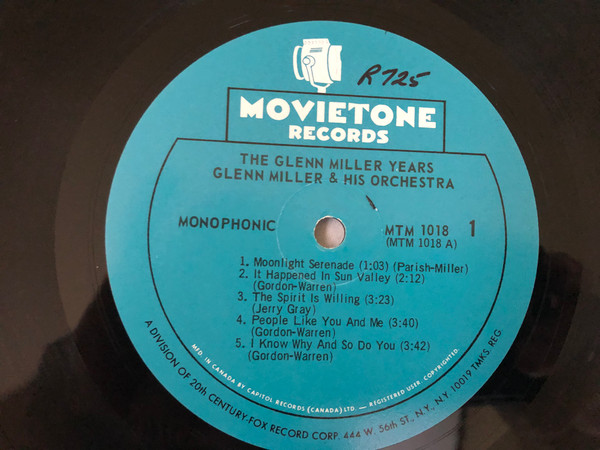 R725
MOVIETONE
RECORDS
THE GLENN MILLER YEARS
GLENN MILLER & HIS ORCHESTRA
MONOPHONIC
MTM 1018 1
(MTM 1018 A)
1. Moonlight Serenade (1:03) (Parish-Miller)
2. It Happened In Sun Valley (2:12)
(Gordon-Warren)
3. The Spirit Is Willing (3:23)
(Jerry Gray)
4. People Like You And Me (3:40)
(Gordon-Warren)
5. I Know Why And So Do You (3:42)
(Gordon-Warren)
MFD. IN CANADA BY CAPITOL RECORDS (CANADA) LTD. — REGISTERED USER. COPYRIGHTED.
A DIVISION OF 20th CENTURY-FOX RECORD CORP. 444 W. 56th ST., N.Y., N.Y. 10019 TMKS. REG.